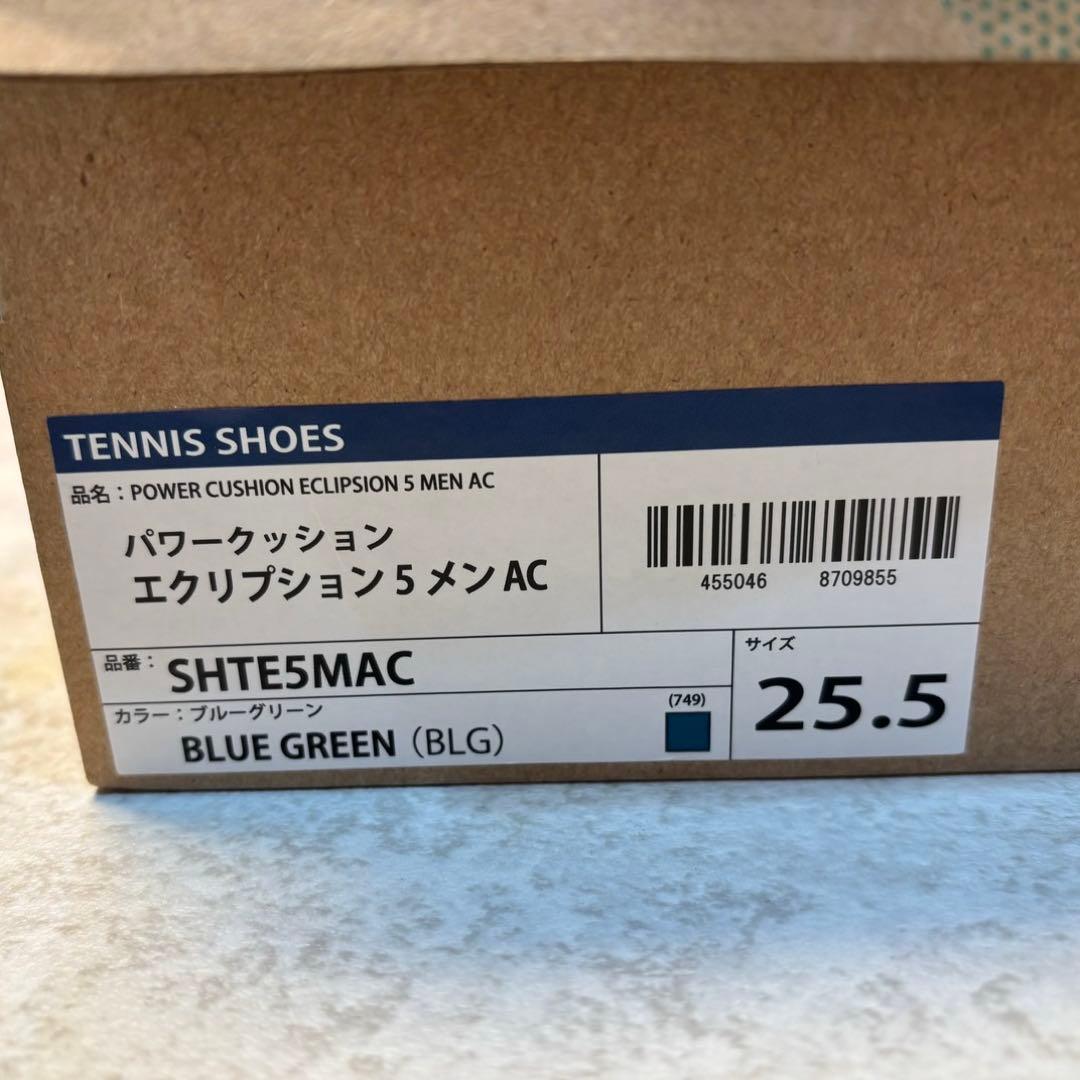 TENNIS SHOES
品名：POWER CUSHION ECLIPSION 5 MEN AC
パワークッション
エクリプション 5 メン AC
455046 8709855
品番： SHTE5MAC
カラー：ブルーグリーン
BLUE GREEN（BLG）
(749)
サイズ
25.5